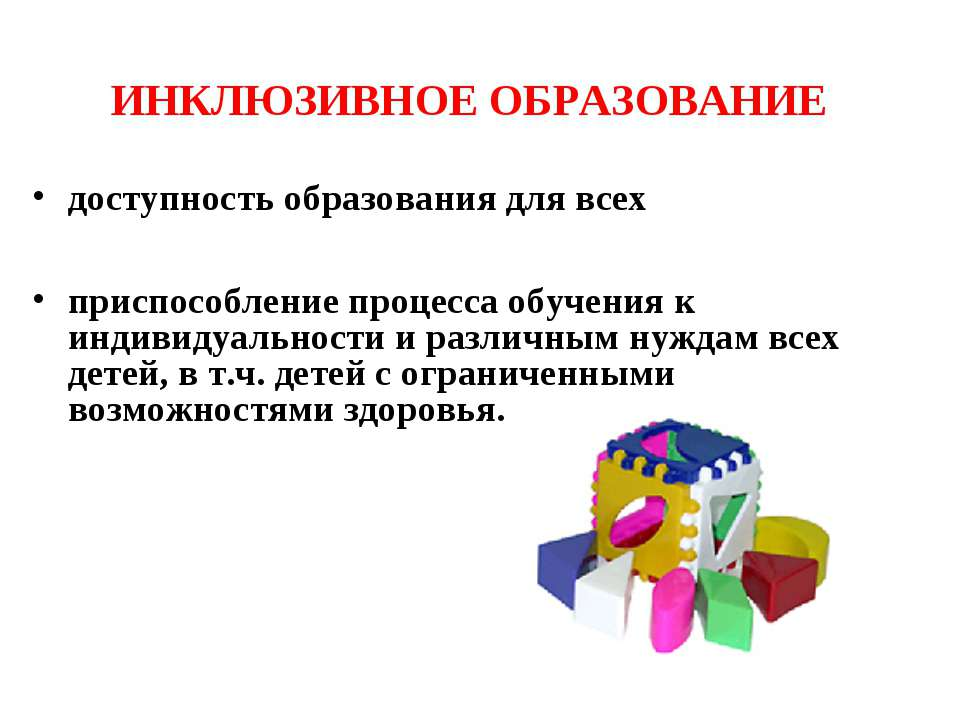 ИНКЛЮЗИВНОЕ ОБРАЗОВАНИЕ
• доступность образования для всех
• приспособление процесса обучения к
индивидуальности и различным нуждам всех
детей, в т.ч. детей с ограниченными
возможностями здоровья.